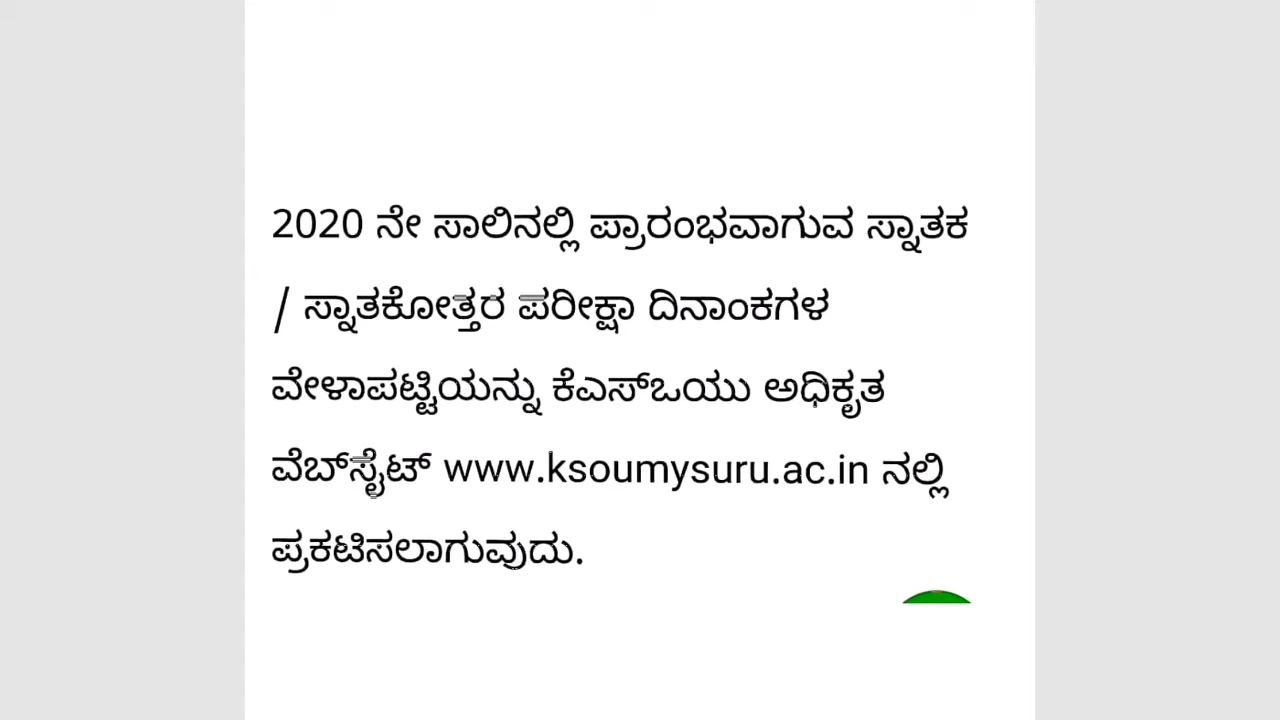 2020 ನೇ ಸಾಲಿನಲ್ಲಿ ಪ್ರಾರಂಭವಾಗುವ ಸ್ನಾತಕ
/ ಸ್ನಾತಕೋತ್ತರ ಪರೀಕ್ಷಾ ದಿನಾಂಕಗಳ
ವೇಳಾಪಟ್ಟಿಯನ್ನು ಕೆಎಸ್ಒಯು ಅಧಿಕೃತ
ವೆಬ್‌ಸೈಟ್ www.ksoumysuru.ac.in ನಲ್ಲಿ
ಪ್ರಕಟಿಸಲಾಗುವುದು.